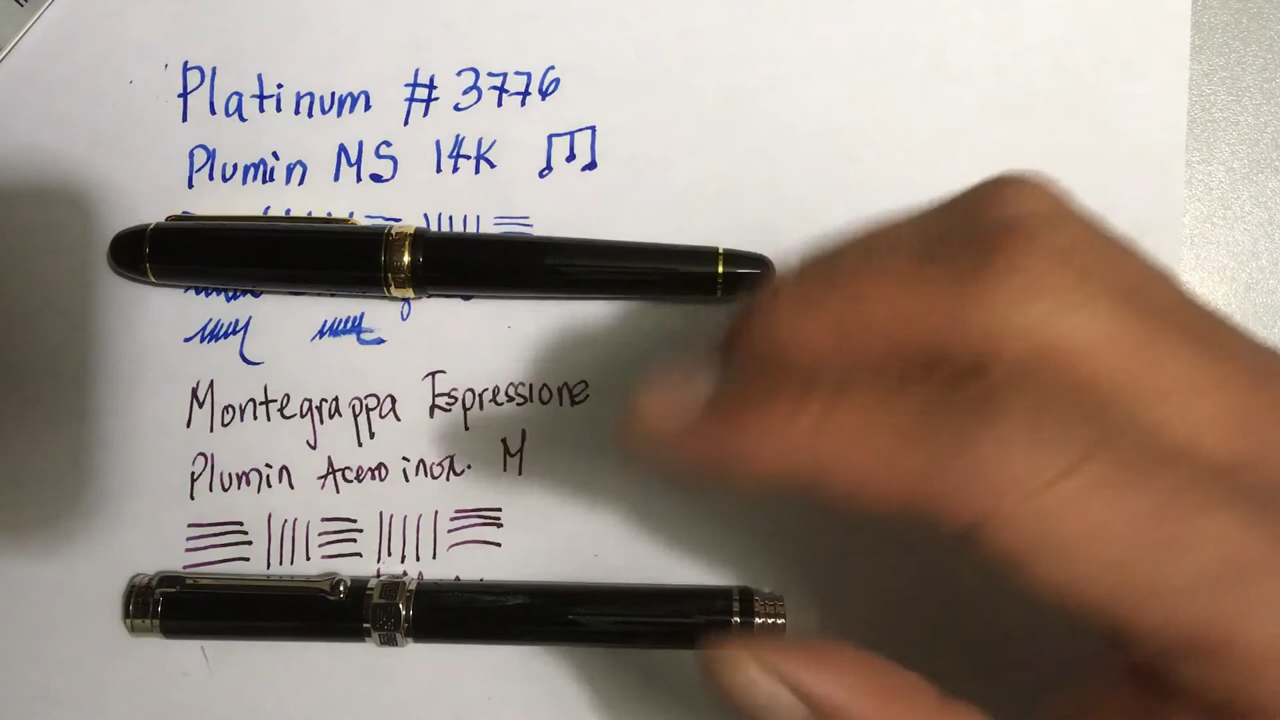 Platinum # 3776
Plumin MS 14K
Montegrappa Espressione
Plumin Acero inox. M